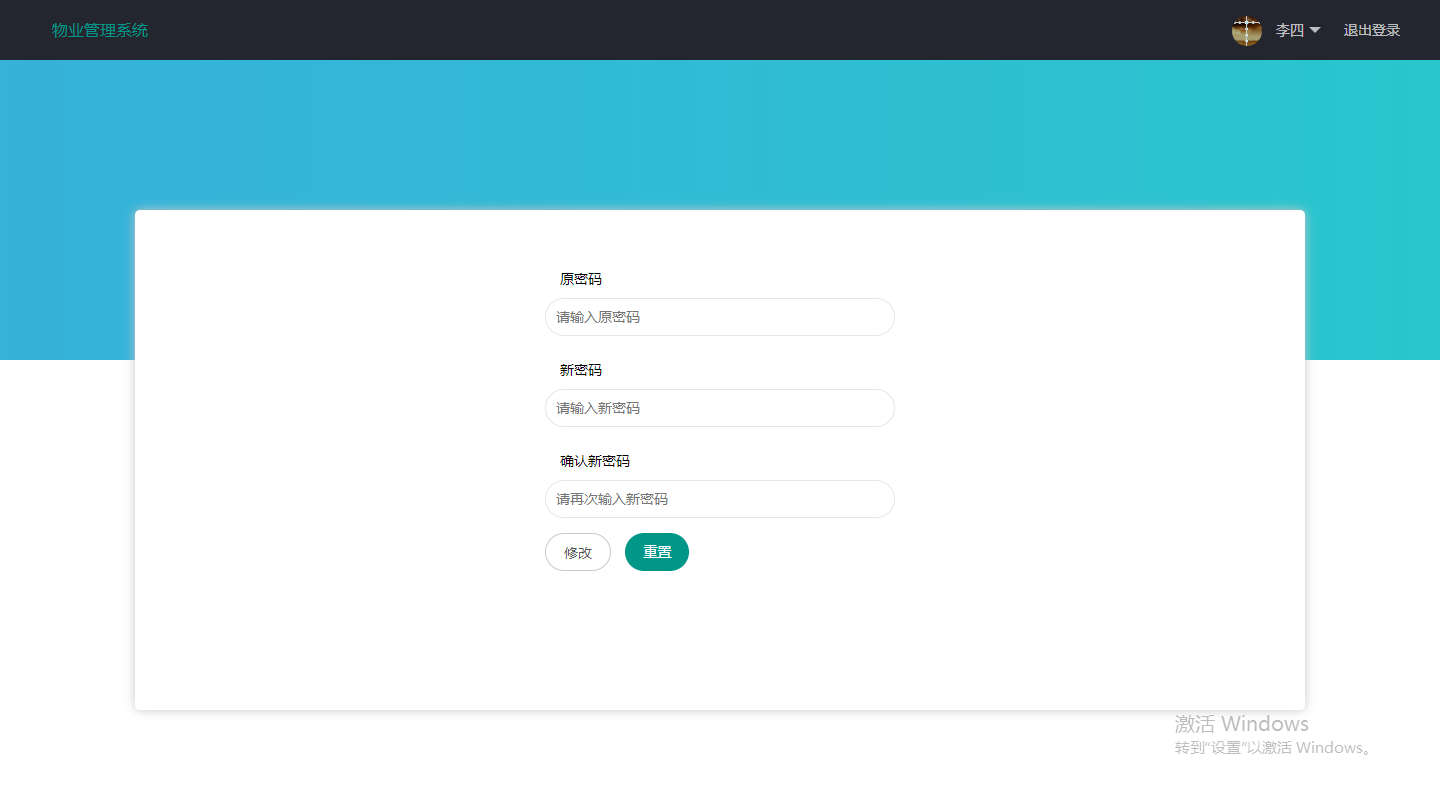 物业管理系统
李四
退出登录
原密码
请输入原密码
新密码
请输入新密码
确认新密码
请再次输入新密码
修改
重置
激活 Windows
转到"设置"以激活 Windows。